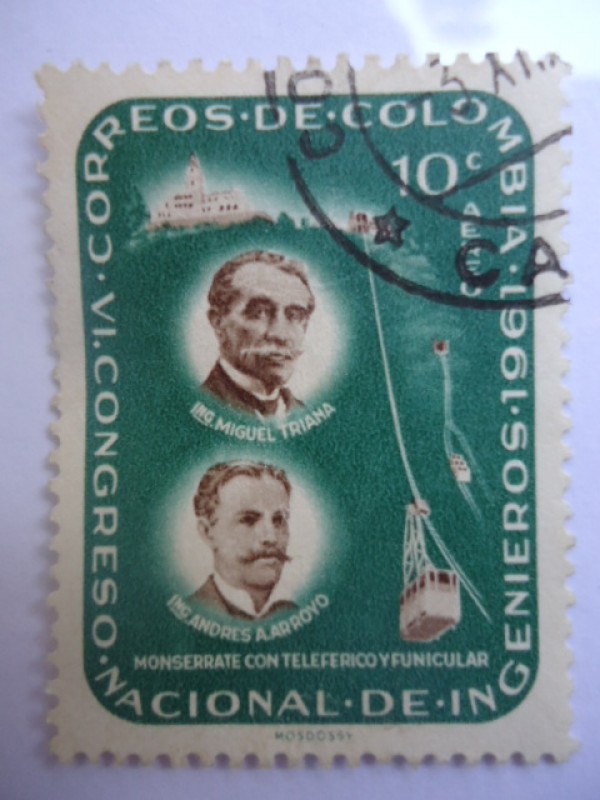 CORREOS·DE·COLOMBIA·1961·
VI.CONGRESO·NACIONAL·DE·INGENIEROS·
10c
AEREO
CA
ING. MIGUEL TRIANA
ING. ANDRES A. ARROYO
MONSERRATE CON TELEFERICO Y FUNICULAR
MOSDOSSY